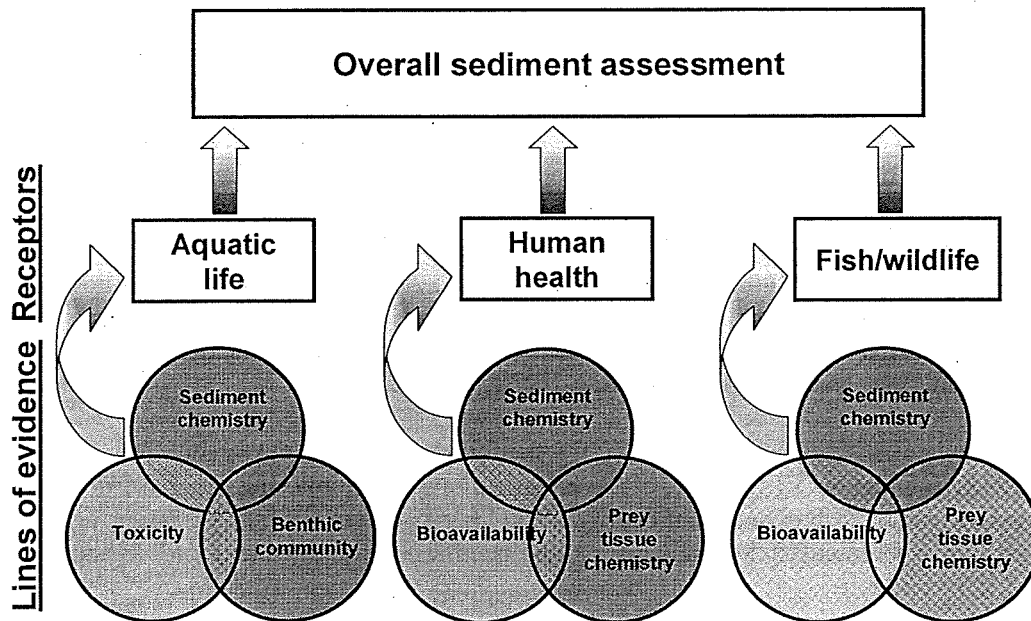 Overall sediment assessment
Receptors
Aquatic
life
Human
health
Fish/wildlife
Lines of evidence
Sediment
chemistry
Toxicity
Benthic
community
Sediment
chemistry
Bioavailability
Prey
tissue
chemistry
Sediment
chemistry
Bioavailability
Prey
tissue
chemistry